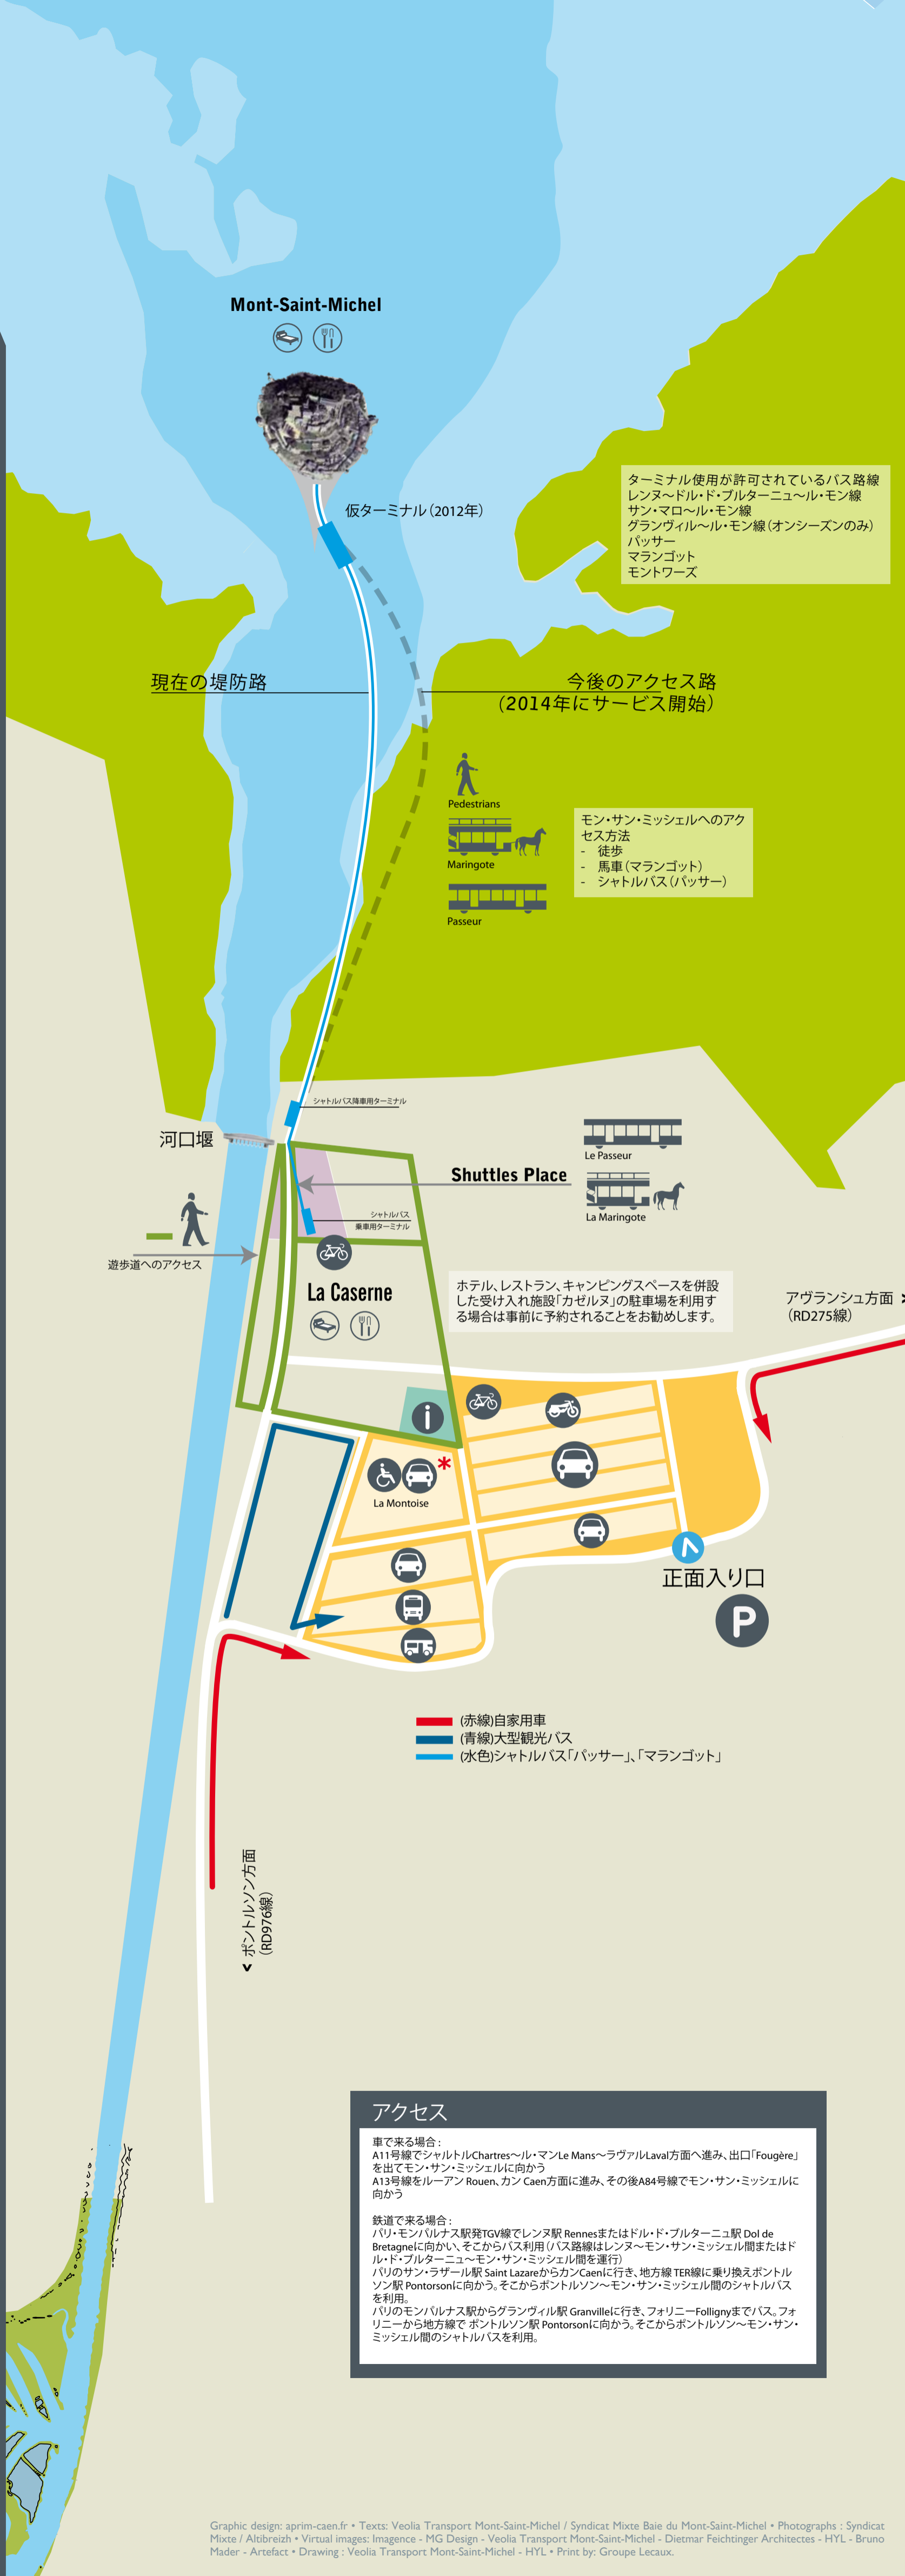 Mont-Saint-Michel
仮ターミナル（2012年）
ターミナル使用が許可されているバス路線
レンヌ～ドル・ド・ブルターニュ～ル・モン線
サン・マロ～ル・モン線
グランヴィル～ル・モン線（オンシーズンのみ）
パッサー
マランゴット
モントワーズ
現在の堤防路
今後のアクセス路
（2014年にサービス開始）
Pedestrians
Maringote
Passeur
モン・サン・ミッシェルへのアク
セス方法
- 徒歩
- 馬車（マランゴット）
- シャトルバス（パッサー）
シャトルバス降車用ターミナル
河口堰
Le Passeur
Shuttles Place
La Maringote
シャトルバス
乗車用ターミナル
遊歩道へのアクセス
La Caserne
ホテル、レストラン、キャンピングスペースを併設
した受け入れ施設「カゼルヌ」の駐車場を利用す
る場合は事前に予約されることをお勧めします。
アヴランシュ方面 >
（RD275線）
i
*
La Montoise
正面入り口
P
(赤線)自家用車
(青線)大型観光バス
(水色)シャトルバス「パッサー」、「マランゴット」
< ポントルソン方面
（RD976線）
アクセス
車で来る場合 :
A11号線でシャルトルChartres～ル・マンLe Mans～ラヴァルLaval方面へ進み、出口「Fougère」
を出てモン・サン・ミッシェルに向かう
A13号線をルーアン Rouen、カン Caen方面に進み、その後A84号線でモン・サン・ミッシェルに
向かう
鉄道で来る場合 :
パリ・モンパルナス駅発TGV線でレンヌ駅 Rennesまたはドル・ド・ブルターニュ駅 Dol de
Bretagneに向かい、そこからバス利用（バス路線はレンヌ～モン・サン・ミッシェル間またはド
ル・ド・ブルターニュ～モン・サン・ミッシェル間を運行）
パリのサン・ラザール駅 Saint LazareからカンCaenに行き、地方線 TER線に乗り換えポントル
ソン駅 Pontorsonに向かう。そこからポントルソン～モン・サン・ミッシェル間のシャトルバス
を利用。
パリのモンパルナス駅からグランヴィル駅 Granvilleに行き、フォリニーFollignyまでバス。フォ
リニーから地方線で ポントルソン駅 Pontorsonに向かう。そこからポントルソン～モン・サン・
ミッシェル間のシャトルバスを利用。
Graphic design: aprim-caen.fr • Texts: Veolia Transport Mont-Saint-Michel / Syndicat Mixte Baie du Mont-Saint-Michel • Photographs : Syndicat
Mixte / Altibreizh • Virtual images: Imagence - MG Design - Veolia Transport Mont-Saint-Michel - Dietmar Feichtinger Architectes - HYL - Bruno
Mader - Artefact • Drawing : Veolia Transport Mont-Saint-Michel - HYL • Print by: Groupe Lecaux.